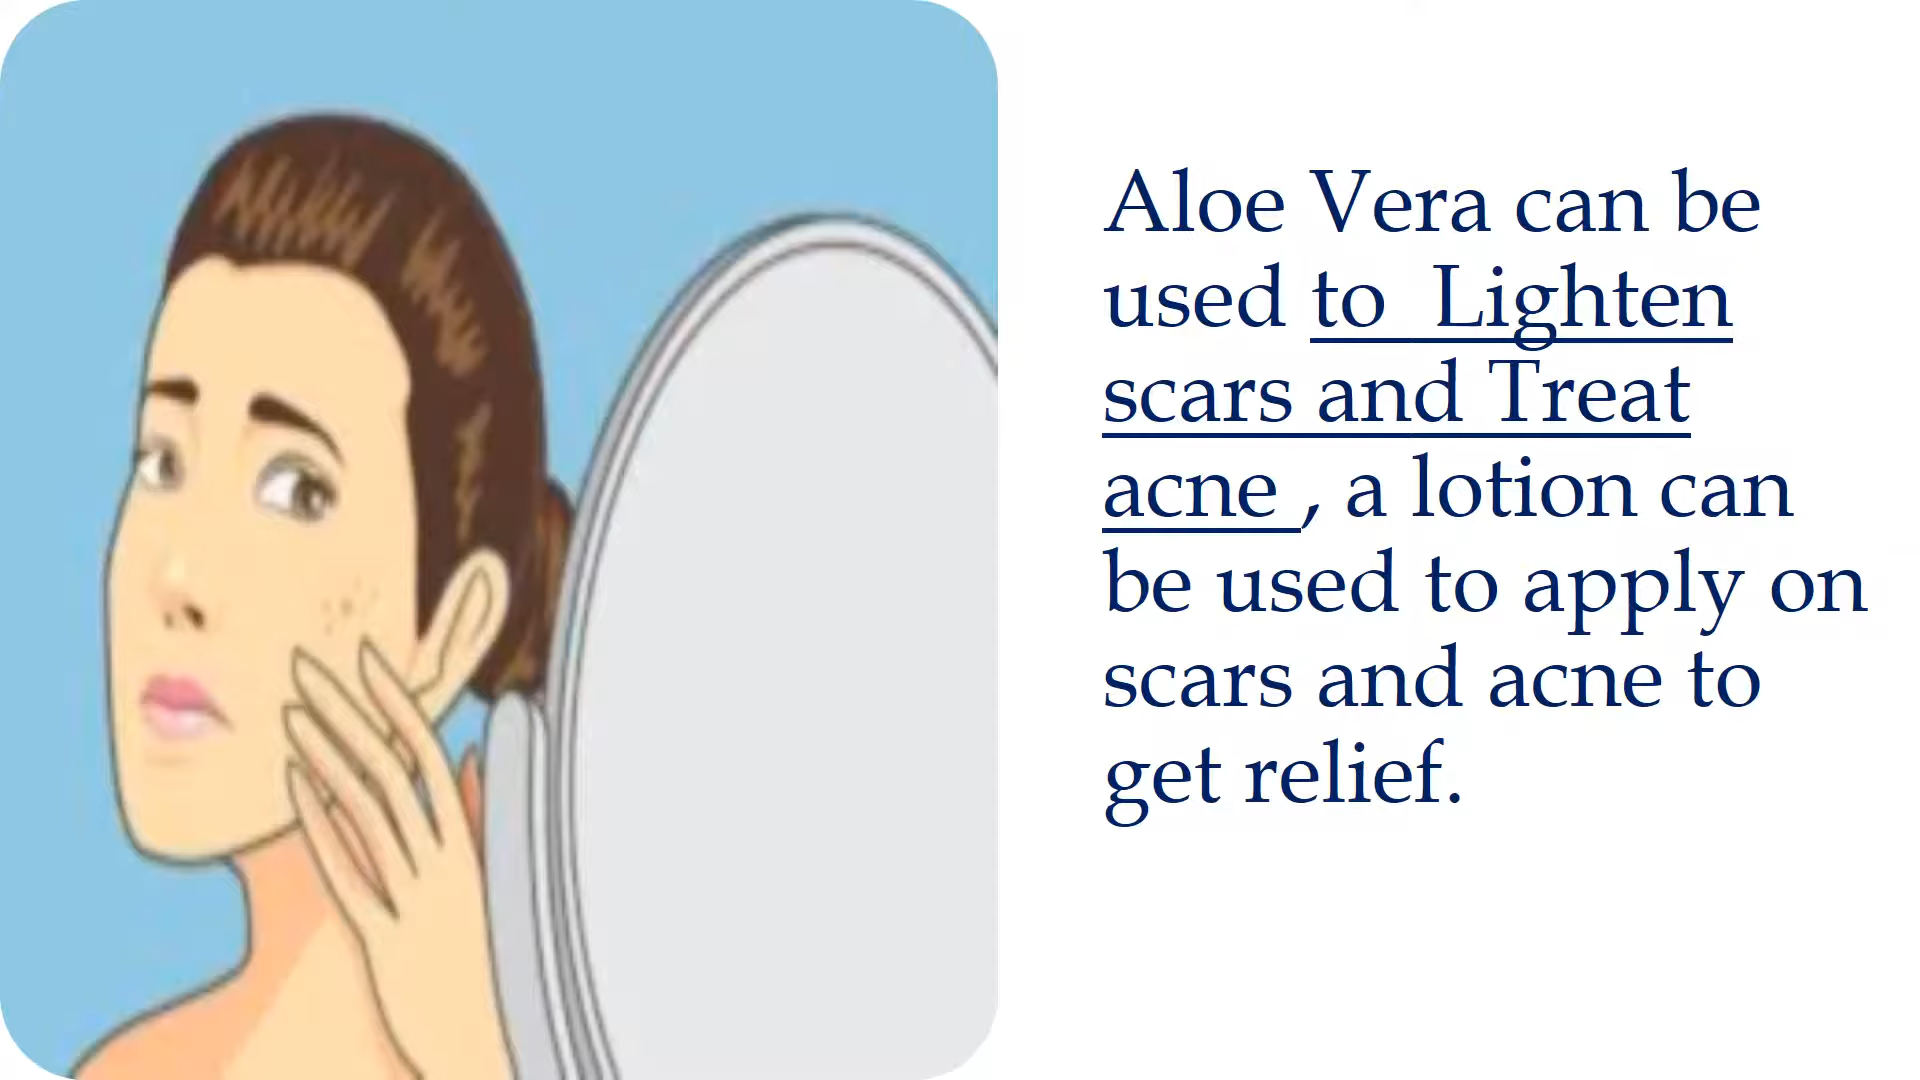 Aloe Vera can be
used to  Lighten
scars and Treat
acne , a lotion can
be used to apply on
scars and acne to
get relief.